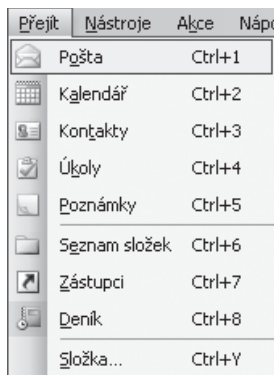 Přejít Nástroje Akce
Pošta Ctrl+1
Kalendář Ctrl+2
Kontakty Ctrl+3
Úkoly Ctrl+4
Poznámky Ctrl+5
Seznam složek Ctrl+6
Zástupci Ctrl+7
Deník Ctrl+8
Složka... Ctrl+Y